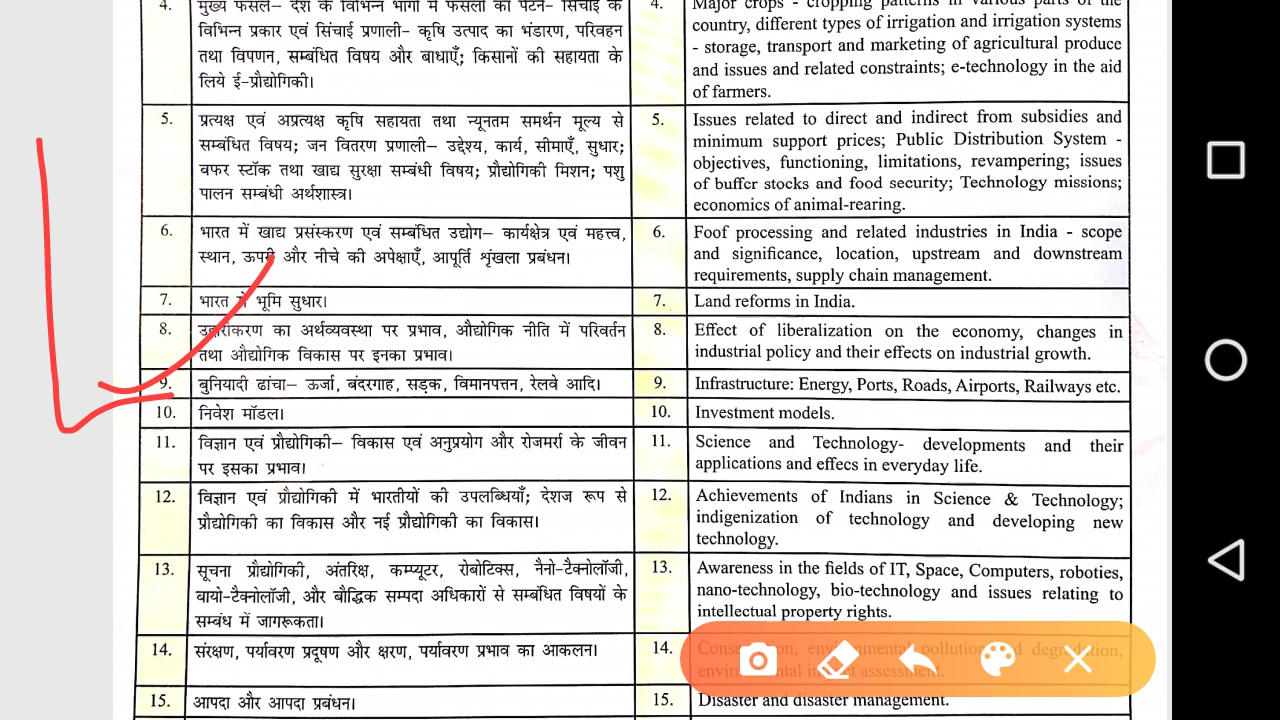 4. मुख्य फसलें– देश के विभिन्न भागों में फसलों का पैटर्न– सिंचाई के
विभिन्न प्रकार एवं सिंचाई प्रणाली– कृषि उत्पाद का भंडारण, परिवहन
तथा विपणन, सम्बंधित विषय और बाधाएँ; किसानों की सहायता के
लिये ई-प्रौद्योगिकी।
4. Major crops - cropping patterns in various parts of the
country, different types of irrigation and irrigation systems
- storage, transport and marketing of agricultural produce
and issues and related constraints; e-technology in the aid
of farmers.
5. प्रत्यक्ष एवं अप्रत्यक्ष कृषि सहायता तथा न्यूनतम समर्थन मूल्य से
सम्बंधित विषय; जन वितरण प्रणाली– उद्देश्य, कार्य, सीमाएँ, सुधार;
बफर स्टॉक तथा खाद्य सुरक्षा सम्बंधी विषय; प्रौद्योगिकी मिशन; पशु
पालन सम्बंधी अर्थशास्त्र।
5. Issues related to direct and indirect from subsidies and
minimum support prices; Public Distribution System -
objectives, functioning, limitations, revampering; issues
of buffer stocks and food security; Technology missions;
economics of animal-rearing.
6. भारत में खाद्य प्रसंस्करण एवं सम्बंधित उद्योग– कार्यक्षेत्र एवं महत्त्व,
स्थान, ऊपरी और नीचे की अपेक्षाएँ, आपूर्ति शृंखला प्रबंधन।
6. Foof processing and related industries in India - scope
and significance, location, upstream and downstream
requirements, supply chain management.
7. भारत में भूमि सुधार।
7. Land reforms in India.
8. उदारीकरण का अर्थव्यवस्था पर प्रभाव, औद्योगिक नीति में परिवर्तन
तथा औद्योगिक विकास पर इनका प्रभाव।
8. Effect of liberalization on the economy, changes in
industrial policy and their effects on industrial growth.
9. बुनियादी ढांचा– ऊर्जा, बंदरगाह, सड़क, विमानपत्तन, रेलवे आदि।
9. Infrastructure: Energy, Ports, Roads, Airports, Railways etc.
10. निवेश मॉडल।
10. Investment models.
11. विज्ञान एवं प्रौद्योगिकी– विकास एवं अनुप्रयोग और रोजमर्रा के जीवन
पर इसका प्रभाव।
11. Science and Technology- developments and their
applications and effecs in everyday life.
12. विज्ञान एवं प्रौद्योगिकी में भारतीयों की उपलब्धियाँ; देशज रूप से
प्रौद्योगिकी का विकास और नई प्रौद्योगिकी का विकास।
12. Achievements of Indians in Science & Technology;
indigenization of technology and developing new
technology.
13. सूचना प्रौद्योगिकी, अंतरिक्ष, कम्प्यूटर, रोबोटिक्स, नैनो-टैक्नोलॉजी,
बायो-टैक्नोलॉजी, और बौद्धिक सम्पदा अधिकारों से सम्बंधित विषयों के
सम्बंध में जागरूकता।
13. Awareness in the fields of IT, Space, Computers, roboties,
nano-technology, bio-technology and issues relating to
intellectual property rights.
14. संरक्षण, पर्यावरण प्रदूषण और क्षरण, पर्यावरण प्रभाव का आकलन।
14. Conservation, environmental pollution and degradation,
environmental impact assessment.
15. आपदा और आपदा प्रबंधन।
15. Disaster and disaster management.